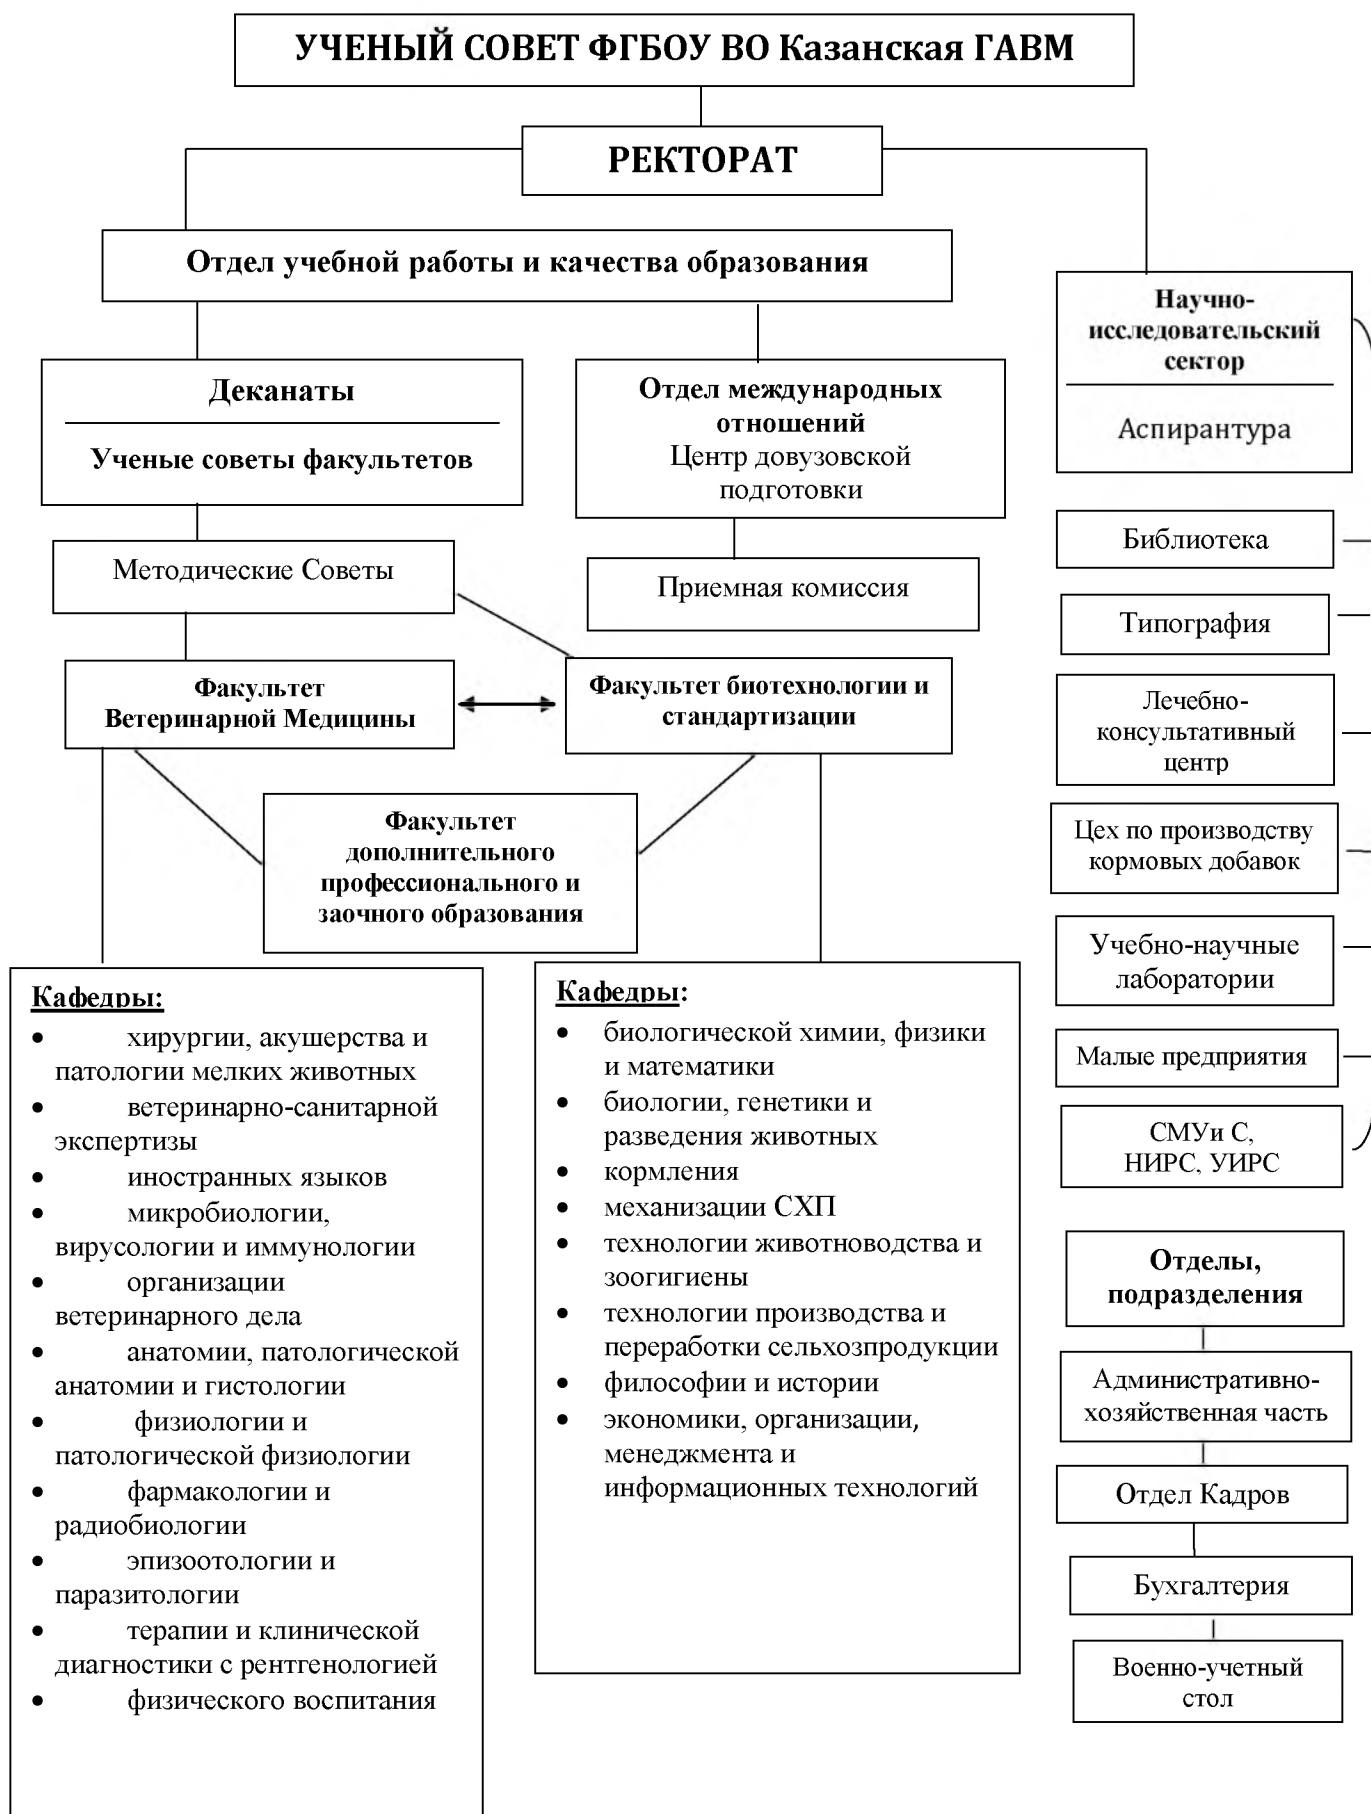 УЧЕНЫЙ СОВЕТ ФГБОУ ВО Казанская ГАВМ
РЕКТОРАТ
Отдел учебной работы и качества образования
Научно-
исследовательский
сектор
Аспирантура
Деканаты
Ученые советы факультетов
Отдел международных
отношений
Центр довузовской
подготовки
Методические Советы
Приемная комиссия
Библиотека
Типография
Лечебно-
консультативный
центр
Цех по производству
кормовых добавок
Учебно-научные
лаборатории
Малые предприятия
СМУи С,
НИРС, УИРС
Факультет
Ветеринарной Медицины
Факультет биотехнологии и
стандартизации
Факультет
дополнительного
профессионального и
заочного образования
Кафедры:
• хирургии, акушерства и
патологии мелких животных
• ветеринарно-санитарной
экспертизы
• иностранных языков
• микробиологии,
вирусологии и иммунологии
• организации
ветеринарного дела
• анатомии, патологической
анатомии и гистологии
• физиологии и
патологической физиологии
• фармакологии и
радиобиологии
• эпизоотологии и
паразитологии
• терапии и клинической
диагностики с рентгенологией
• физического воспитания
Кафедры:
• биологической химии, физики
и математики
• биологии, генетики и
разведения животных
• кормления
• механизации СХП
• технологии животноводства и
зоогигиены
• технологии производства и
переработки сельхозпродукции
• философии и истории
• экономики, организации,
менеджмента и
информационных технологий
Отделы,
подразделения
Административно-
хозяйственная часть
Отдел Кадров
Бухгалтерия
Военно-учетный
стол